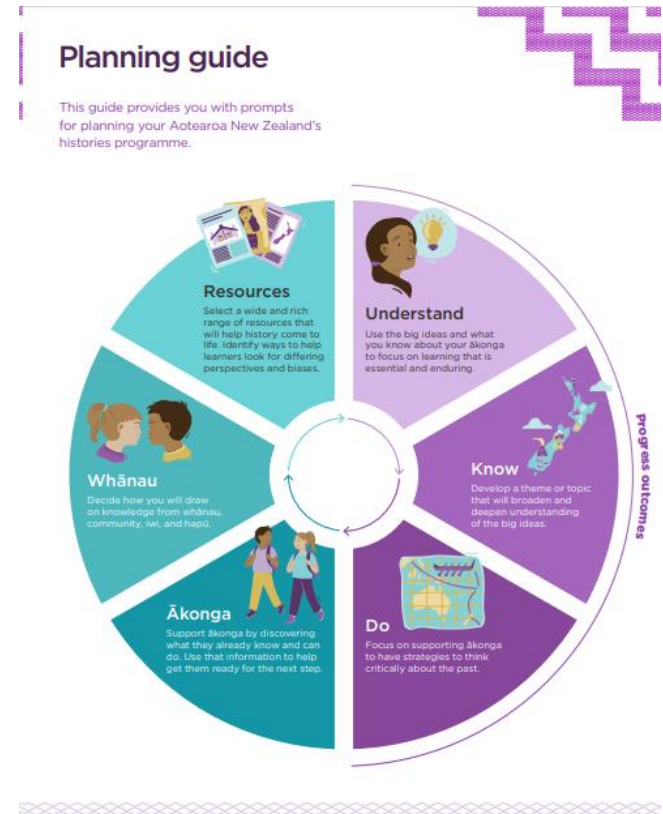 Planning guide
This guide provides you with prompts
for planning your Aotearoa New Zealand's
histories programme.
Resources
Select a wide and rich
range of resources that
will help history come to
life. Identify ways to help
learners look for differing
perspectives and biases.
Understand
Use the big ideas and what
you know about your ākonga
to focus on learning that is
essential and enduring.
Know
Develop a theme or topic
that will broaden and
deepen understanding
of the big ideas.
Progress outcomes
Do
Focus on supporting ākonga
to have strategies to think
critically about the past.
Ākonga
Support ākonga by discovering
what they already know and can
do. Use that information to help
get them ready for the next step.
Whānau
Decide how you will draw
on knowledge from whānau,
community, iwi, and hapū.